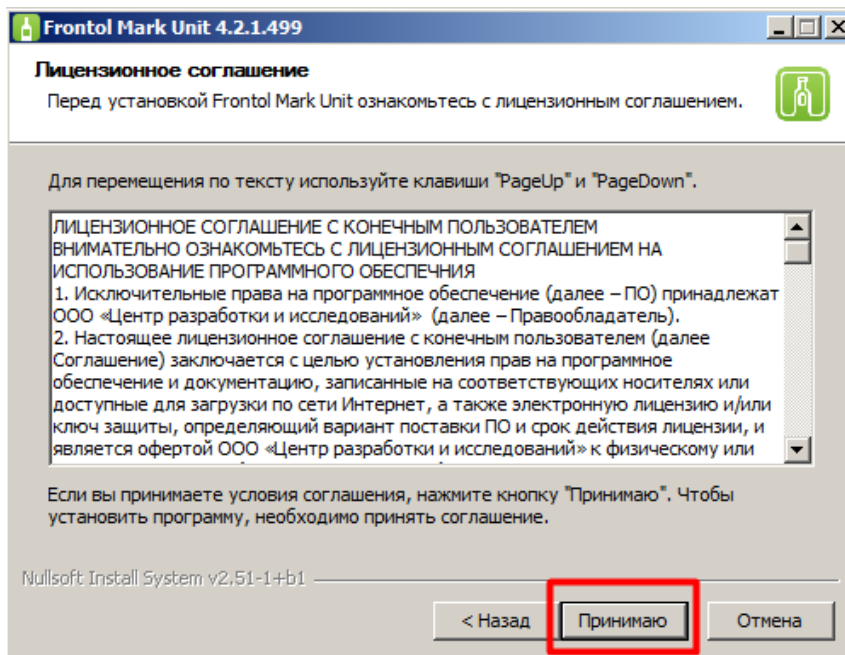 Frontol Mark Unit 4.2.1.499
Лицензионное соглашение
Перед установкой Frontol Mark Unit ознакомьтесь с лицензионным соглашением.
Для перемещения по тексту используйте клавиши "PageUp" и "PageDown".
ЛИЦЕНЗИОННОЕ СОГЛАШЕНИЕ С КОНЕЧНЫМ ПОЛЬЗОВАТЕЛЕМ
ВНИМАТЕЛЬНО ОЗНАКОМЬТЕСЬ С ЛИЦЕНЗИОННЫМ СОГЛАШЕНИЕМ НА
ИСПОЛЬЗОВАНИЕ ПРОГРАММНОГО ОБЕСПЕЧНИЯ
1. Исключительные права на программное обеспечение (далее – ПО) принадлежат
ООО «Центр разработки и исследований» (далее – Правообладатель).
2. Настоящее лицензионное соглашение с конечным пользователем (далее
Соглашение) заключается с целью установления прав на программное
обеспечение и документацию, записанные на соответствующих носителях или
доступные для загрузки по сети Интернет, а также электронную лицензию и/или
ключ защиты, определяющий вариант поставки ПО и срок действия лицензии, и
является офертой ООО «Центр разработки и исследований» к физическому или
Если вы принимаете условия соглашения, нажмите кнопку "Принимаю". Чтобы
установить программу, необходимо принять соглашение.
Nullsoft Install System v2.51-1+b1
< Назад Принимаю Отмена